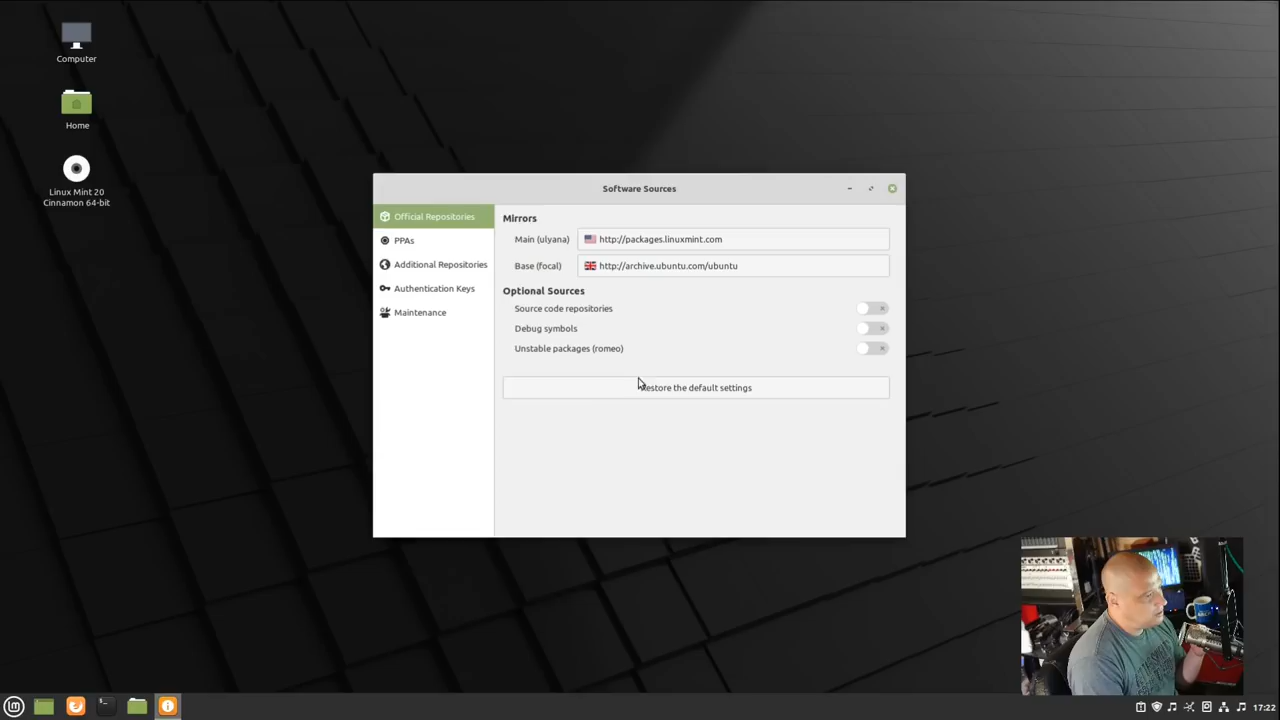 Computer
Home
Linux Mint 20
Cinnamon 64-bit
Software Sources
Official Repositories
PPAs
Additional Repositories
Authentication Keys
Maintenance
Mirrors
Main (ulyana)
http://packages.linuxmint.com
Base (focal)
http://archive.ubuntu.com/ubuntu
Optional Sources
Source code repositories
Debug symbols
Unstable packages (romeo)
estore the default settings
17:22